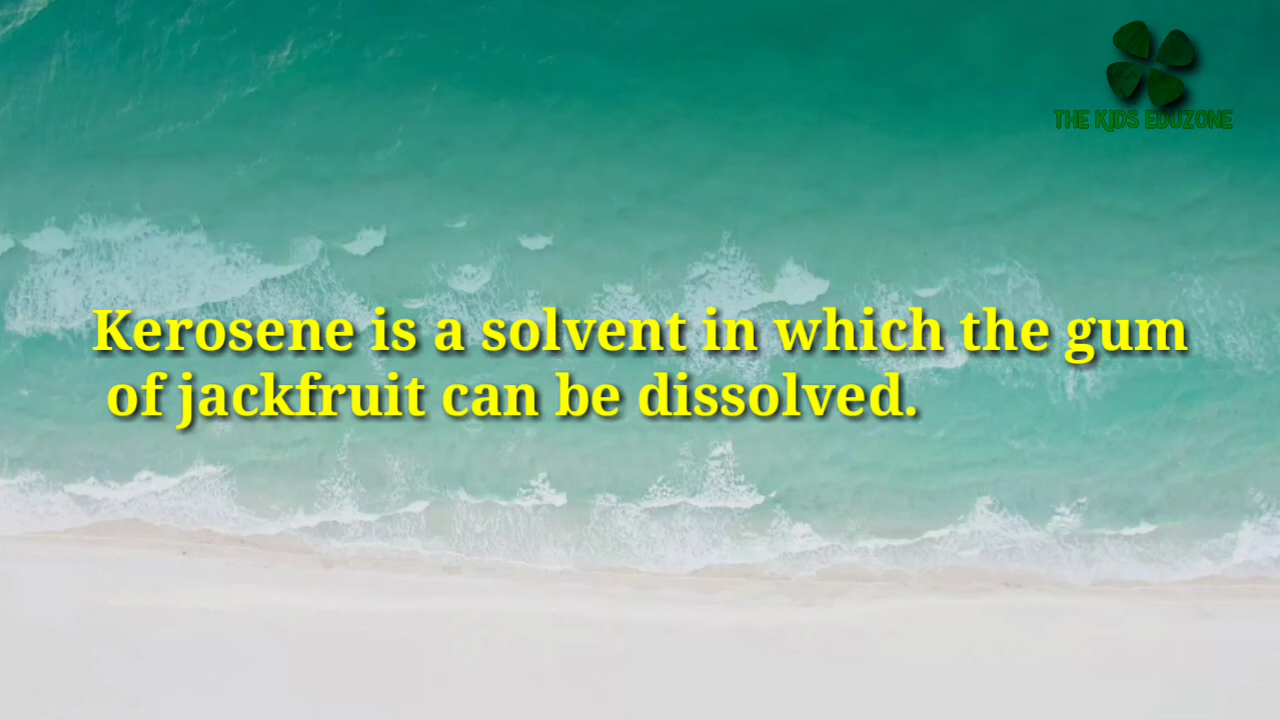 THE KIDS EDUZONE
Kerosene is a solvent in which the gum
of jackfruit can be dissolved.